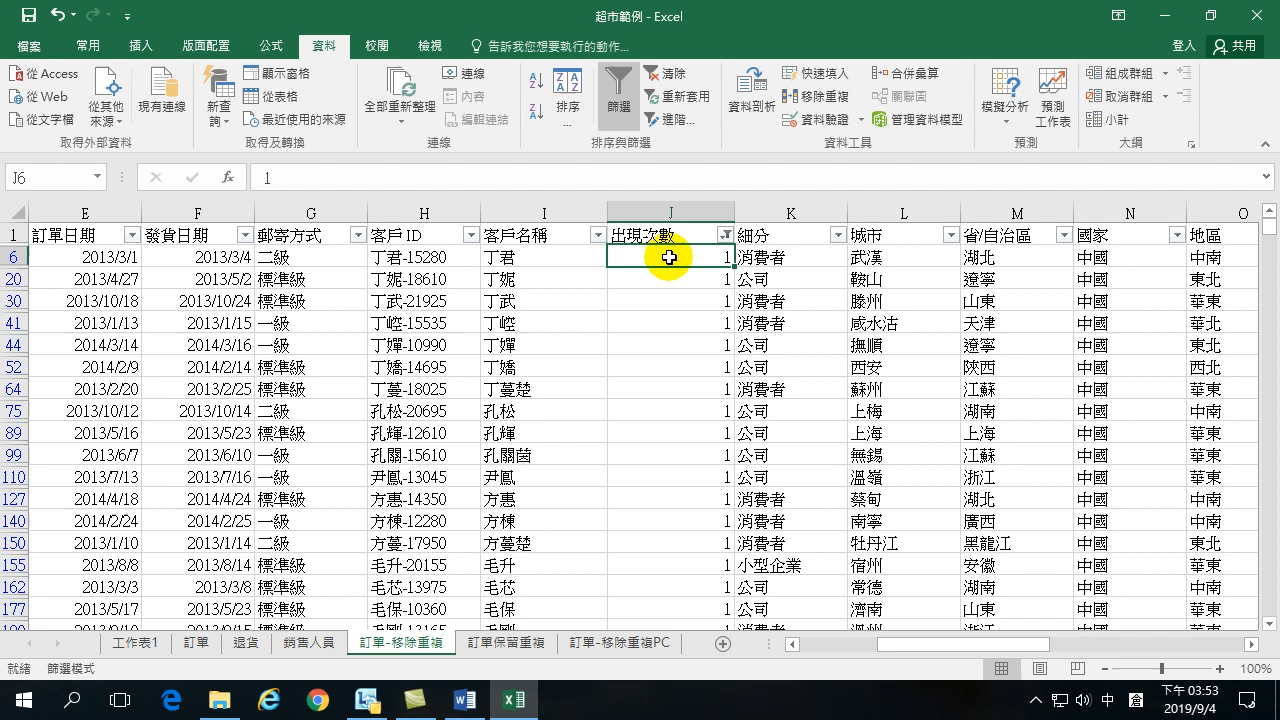 超市範例 - Excel
檔案 常用 插入 版面配置 公式 資料 校閱 檢視 告訴我您想要執行的動作... 登入 共用
從 Access
從 Web
從文字檔
從其他來源
現有連線
取得外部資料
新查詢
顯示查詢
從表格
最近使用的來源
取得及轉換
全部重新整理
連線
內容
編輯連結
連線
排序...
篩選
清除
重新套用
進階...
排序與篩選
資料剖析
快速填入
移除重複
資料驗證
合併彙算
關聯圖
管理資料模型
資料工具
模擬分析
預測工作表
預測
組成群組
取消群組
小計
大綱
J6 fx 1
E F G H I J K L M N O
1 訂單日期 發貨日期 郵寄方式 客戶 ID 客戶名稱 出現次數 細分 城市 省/自治區 國家 地區
6 2013/3/1 2013/3/4 二級 丁君-15280 丁君 1 消費者 武漢 湖北 中國 中南
20 2013/4/27 2013/5/2 標準級 丁妮-18610 丁妮 1 公司 鞍山 遼寧 中國 東北
30 2013/10/18 2013/10/24 標準級 丁武-21925 丁武 1 消費者 滕州 山東 中國 華東
41 2013/1/13 2013/1/15 一級 丁崆-15535 丁崆 1 消費者 咸水沽 天津 中國 華北
44 2014/3/14 2014/3/16 一級 丁嬋-10990 丁嬋 1 公司 撫順 遼寧 中國 東北
52 2014/2/9 2014/2/14 標準級 丁嬌-14695 丁嬌 1 公司 西安 陝西 中國 西北
64 2013/2/20 2013/2/25 標準級 丁蔓-18025 丁蔓楚 1 消費者 蘇州 江蘇 中國 華東
75 2013/10/12 2013/10/14 二級 孔松-20695 孔松 1 公司 上梅 湖南 中國 中南
89 2013/5/16 2013/5/23 標準級 孔輝-12610 孔輝 1 公司 上海 上海 中國 華東
99 2013/6/7 2013/6/10 一級 孔關-15610 孔關茵 1 公司 無錫 江蘇 中國 華東
110 2013/7/13 2013/7/16 一級 尹鳳-13045 尹鳳 1 公司 溫嶺 浙江 中國 華東
127 2014/4/18 2014/4/24 標準級 方惠-14350 方惠 1 消費者 蔡甸 湖北 中國 中南
140 2014/2/24 2014/2/25 一級 方棟-12280 方棟 1 公司 南寧 廣西 中國 中南
150 2013/1/10 2013/1/14 二級 方蔓-17950 方蔓楚 1 消費者 牡丹江 黑龍江 中國 東北
155 2013/8/8 2013/8/14 標準級 毛升-20155 毛升 1 小型企業 宿州 安徽 中國 華東
162 2013/3/3 2013/3/8 標準級 毛芯-13975 毛芯 1 公司 常德 湖南 中國 中南
177 2013/5/17 2013/5/23 標準級 毛保-10360 毛保 1 公司 濟南 山東 中國 華東
工作表1 訂單 退貨 銷售人員 訂單-移除重複 訂單保留重複 訂單-移除重複PC
就緒 篩選模式 100%
中 下午 03:33
2019/9/4